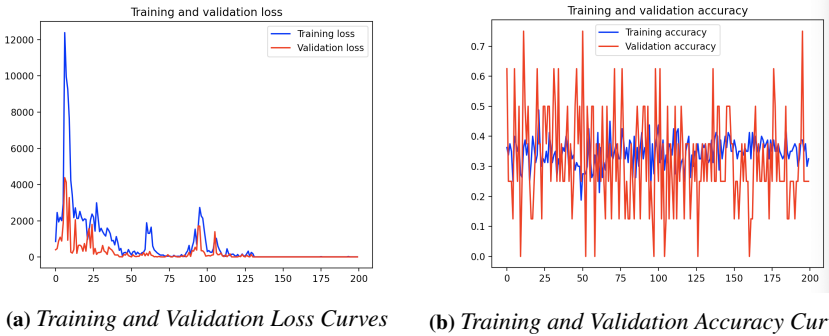 Training and validation loss
Training loss
Validation loss
12000
10000
8000
6000
4000
2000
0
0 25 50 75 100 125 150 175 200
(a) Training and Validation Loss Curves
Training and validation accuracy
Training accuracy
Validation accuracy
0.7
0.6
0.5
0.4
0.3
0.2
0.1
0.0
0 25 50 75 100 125 150 175 200
(b) Training and Validation Accuracy Cur